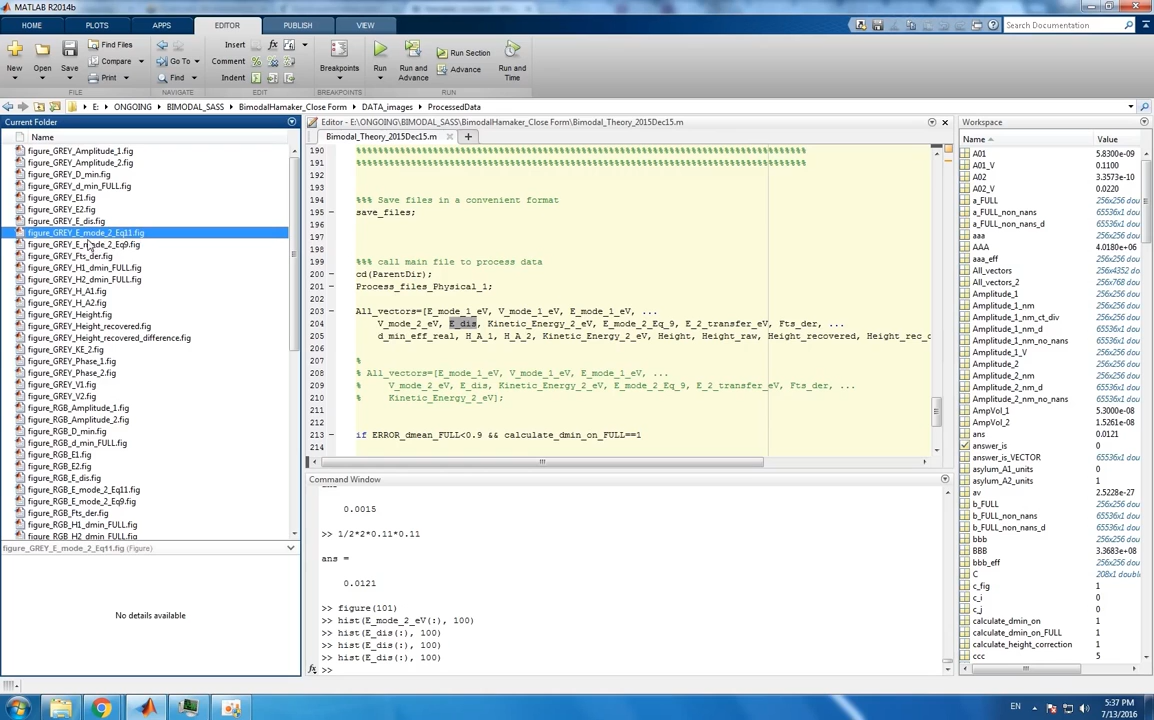 MATLAB R2014b
HOME PLOTS APPS EDITOR PUBLISH VIEW
Search Documentation
New Open Save Find Files Compare Print
Go To Find
Insert Comment Indent
Breakpoints
Run Run and Advance Run Section Advance Run and Time
FILE NAVIGATE EDIT BREAKPOINTS RUN
E: ONGOING BIMODAL_SASS BimodalHamaker_Close Form DATA_images ProcessedData
Current Folder
Name
figure_GREY_Amplitude_1.fig
figure_GREY_Amplitude_2.fig
figure_GREY_D_min.fig
figure_GREY_d_min_FULL.fig
figure_GREY_E1.fig
figure_GREY_E2.fig
figure_GREY_E_dis.fig
figure_GREY_E_mode_2_Eq11.fig
figure_GREY_E_mode_2_Eq9.fig
figure_GREY_Fts_der.fig
figure_GREY_H1_dmin_FULL.fig
figure_GREY_H2_dmin_FULL.fig
figure_GREY_H_A1.fig
figure_GREY_H_A2.fig
figure_GREY_Height.fig
figure_GREY_Height_recovered.fig
figure_GREY_Height_recovered_difference.fig
figure_GREY_KE_2.fig
figure_GREY_Phase_1.fig
figure_GREY_Phase_2.fig
figure_GREY_V1.fig
figure_GREY_V2.fig
figure_RGB_Amplitude_1.fig
figure_RGB_Amplitude_2.fig
figure_RGB_D_min.fig
figure_RGB_d_min_FULL.fig
figure_RGB_E1.fig
figure_RGB_E2.fig
figure_RGB_E_dis.fig
figure_RGB_E_mode_2_Eq11.fig
figure_RGB_E_mode_2_Eq9.fig
figure_RGB_Fts_der.fig
figure_RGB_H1_dmin_FULL.fig
figure_RGB_H2_dmin_FULL.fig
figure_GREY_E_mode_2_Eq11.fig (Figure)
No details available
Editor - E:\ONGOING\BIMODAL_SASS\BimodalHamaker_Close Form\Bimodal_Theory_2015Dec15.m
Bimodal_Theory_2015Dec15.m
190 %%%%%%%%%%%%%%%%%%%%%%%%%%%%%%%%%%%%%%%%%%%%%%%%%%%%%%%%%%%%%%%%%%%%%%%%%%%%%%%%%%%
191 %%%%%%%%%%%%%%%%%%%%%%%%%%%%%%%%%%%%%%%%%%%%%%%%%%%%%%%%%%%%%%%%%%%%%%%%%%%%%%%%%%%
192
193
194 %%% Save files in a convenient format
195 save_files;
196
197
198
199 %%% call main file to process data
200 cd(ParentDir);
201 Process_files_Physical_1;
202
203 All_vectors=[E_mode_1_eV, V_mode_1_eV, E_mode_1_eV, ...
204 V_mode_2_eV, E_dis, Kinetic_Energy_2_eV, E_mode_2_Eq_9, E_2_transfer_eV, Fts_der, ...
205 d_min_eff_real, H_A_1, H_A_2, Kinetic_Energy_2_eV, Height, Height_raw, Height_recovered, Height_rec_c
206
207 %
208 % All_vectors=[E_mode_1_eV, V_mode_1_eV, E_mode_1_eV, ...
209 % V_mode_2_eV, E_dis, Kinetic_Energy_2_eV, E_mode_2_Eq_9, E_2_transfer_eV, Fts_der, ...
210 % Kinetic_Energy_2_eV];
211
212
213 if ERROR_dmean_FULL<0.9 && calculate_dmin_on_FULL==1
214
Command Window
0.0015
>> 1/2*2*0.11*0.11
ans =
0.0121
>> figure(101)
>> hist(E_mode_2_eV(:), 100)
>> hist(E_dis(:), 100)
>> hist(E_dis(:), 100)
>> hist(E_dis(:), 100)
>>
Workspace
Name Value
A01 5.8300e-09
A01_V 0.1100
A02 3.3573e-10
A02_V 0.0220
a_FULL 256x256 dou
a_FULL_non_nans 65536x1 dou
a_FULL_non_nans_d 65536x1 dou
aaa 256x256 dou
AAA 4.0180e+06
aaa_eff 256x256 dou
All_vectors 256x4352 do
All_vectors_2 256x768 dou
Amplitude_1 256x256 dou
Amplitude_1_nm 256x256 dou
Amplitude_1_nm_ct_div 256x256 dou
Amplitude_1_nm_d 65536x1 dou
Amplitude_1_nm_no_nans 65536x1 dou
Amplitude_1_V 256x256 dou
Amplitude_2 256x256 dou
Amplitude_2_nm 256x256 dou
Amplitude_2_nm_d 65536x1 dou
Amplitude_2_nm_no_nans 65536x1 dou
AmpVol_1 5.3000e-08
AmpVol_2 1.5261e-08
ans 0.0121
answer_is 0
answer_is_VECTOR 65536x1 dou
asylum_A1_units 0
asylum_A2_units 1
av 2.5228e-27
b_FULL 256x256 dou
b_FULL_non_nans 65536x1 dou
b_FULL_non_nans_d 65536x1 dou
bbb 256x256 dou
BBB 3.3683e+08
bbb_eff 256x256 dou
C 208x1 double
c_fig 1
c_i 0
c_j 0
calculate_dmin_on 1
calculate_dmin_on_FULL 1
calculate_height_correction 1
ccc 5
EN
5:37 PM
7/13/2016